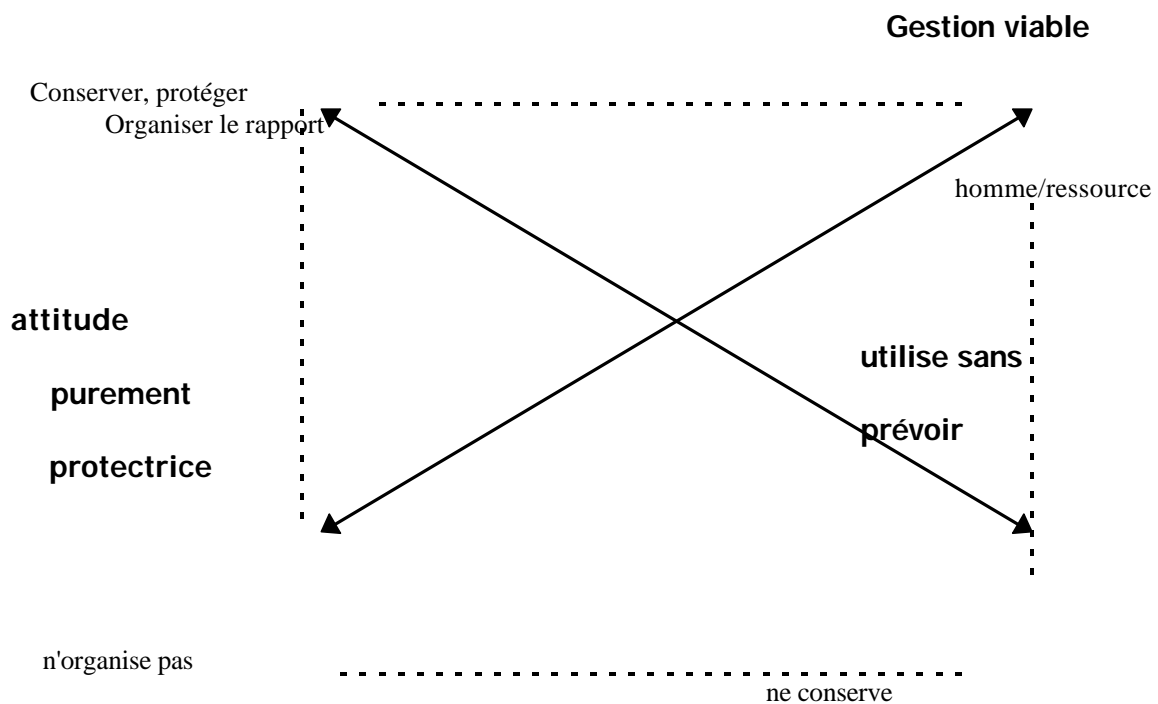 Gestion viable
Conserver, protéger
Organiser le rapport
homme/ressource
attitude
purement
protectrice
utilise sans
prévoir
n'organise pas
ne conserve